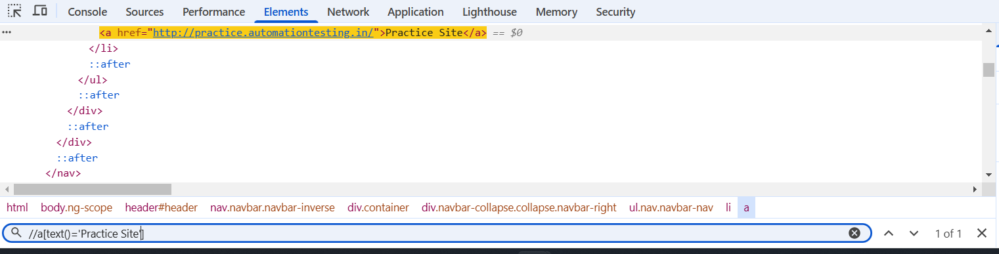 Console Sources Performance Elements Network Application Lighthouse Memory Security
<a href="http://practice.automationtesting.in/">Practice Site</a> == $0
</li>
::after
</ul>
::after
</div>
::after
</div>
::after
</nav>
html body.ng-scope header#header nav.navbar.navbar-inverse div.container div.navbar-collapse.collapse.navbar-right ul.nav.navbar-nav li a
//a[text()='Practice Site'] 1 of 1